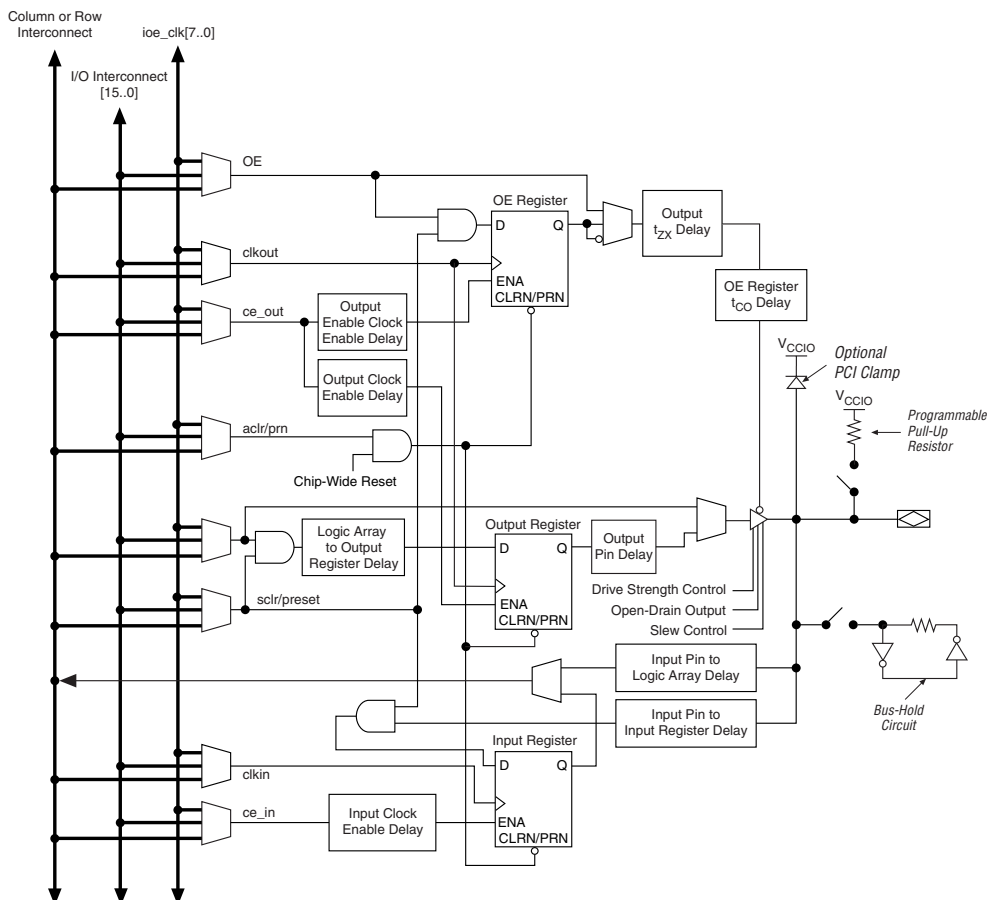 Column or Row
Interconnect
ioe_clk[7..0]
I/O Interconnect
[15..0]
OE
OE Register
D
Q
ENA
CLRN/PRN
Output
tZX Delay
clkout
OE Register
tCO Delay
ce_out
Output
Enable Clock
Enable Delay
Output Clock
Enable Delay
VCCIO
Optional
PCI Clamp
VCCIO
Programmable
Pull-Up
Resistor
aclr/prn
Chip-Wide Reset
Logic Array
to Output
Register Delay
Output Register
D
Q
ENA
CLRN/PRN
Output
Pin Delay
Drive Strength Control
Open-Drain Output
Slew Control
sclr/preset
Input Pin to
Logic Array Delay
Input Pin to
Input Register Delay
Bus-Hold
Circuit
Input Register
D
Q
ENA
CLRN/PRN
clkin
ce_in
Input Clock
Enable Delay